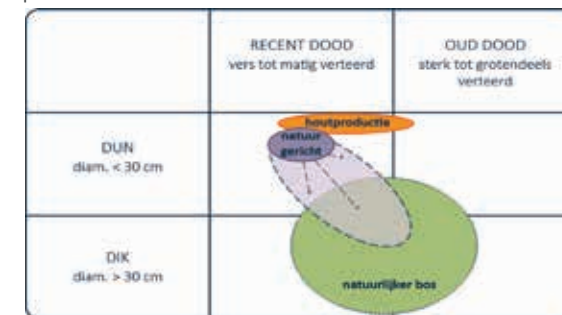 RECENT DOOD
vers tot matig verteerd
OUD DOOD
sterk tot grotendeels
verteerd
DUN
diam. < 30 cm
houtproductie
natuur
gericht
DIK
diam. > 30 cm
natuurlijker bos